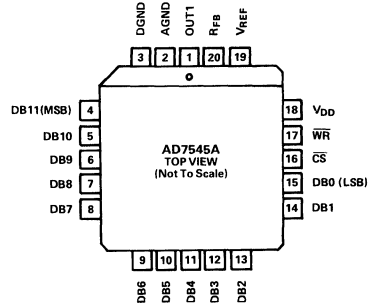 DGND AGND OUT1 RFB VREF
3 2 1 20 19
DB11(MSB) 4
DB10 5
DB9 6
DB8 7
DB7 8
AD7545A
TOP VIEW
(Not To Scale)
18 VDD
17 WR
16 CS
15 DB0 (LSB)
14 DB1
9 10 11 12 13
DB6 DB5 DB4 DB3 DB2